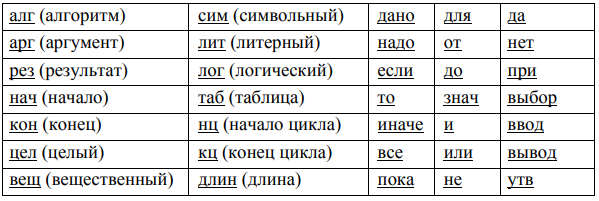 алг (алгоритм) сим (символьный) дано для да
арг (аргумент) лит (литерный) надо от нет
рез (результат) лог (логический) если до при
нач (начало) таб (таблица) то знач выбор
кон (конец) нц (начало цикла) иначе и ввод
цел (целый) кц (конец цикла) все или вывод
вещ (вещественный) длин (длина) пока не утв